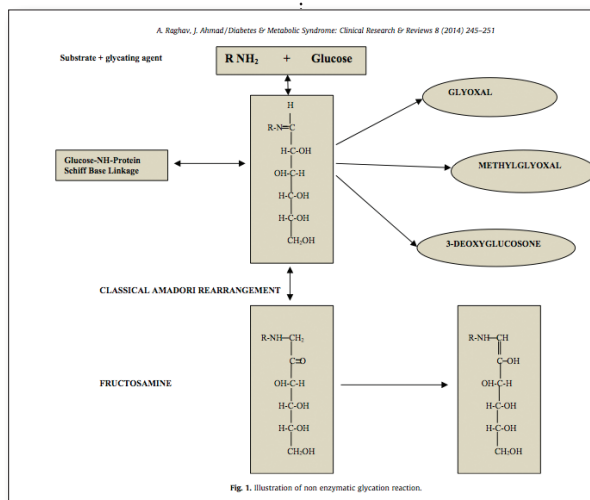 A. Raghav, J. Ahmad / Diabetes & Metabolic Syndrome: Clinical Research & Reviews 8 (2014) 245–251
Substrate + glycating agent
R NH₂ + Glucose
GLYOXAL
H
R-N=C
H-C-OH
OH-C-H
H-C-OH
H-C-OH
CH₂OH
Glucose-NH-Protein
Schiff Base Linkage
METHYLGLYOXAL
3-DEOXYGLUCOSONE
CLASSICAL AMADORI REARRANGEMENT
FRUCTOSAMINE
R-NH—CH₂
C=O
OH-C-H
H-C-OH
H-C-OH
CH₂OH
R-NH—CH
C-OH
OH-C-H
H-C-OH
H-C-OH
CH₂OH
Fig. 1. Illustration of non enzymatic glycation reaction.